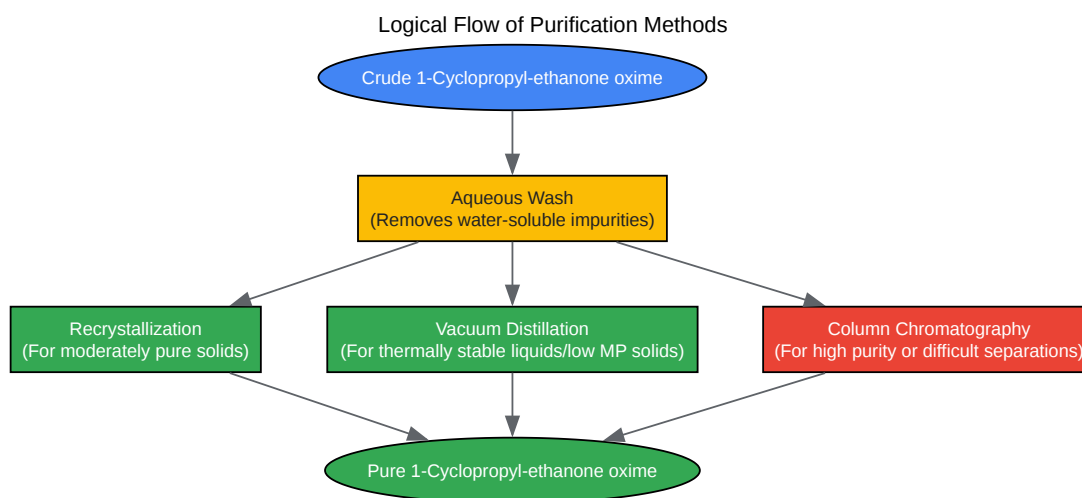 Logical Flow of Purification Methods
Crude 1-Cyclopropyl-ethanone oxime
Aqueous Wash
(Removes water-soluble impurities)
Recrystallization
(For moderately pure solids)
Vacuum Distillation
(For thermally stable liquids/low MP solids)
Column Chromatography
(For high purity or difficult separations)
Pure 1-Cyclopropyl-ethanone oxime